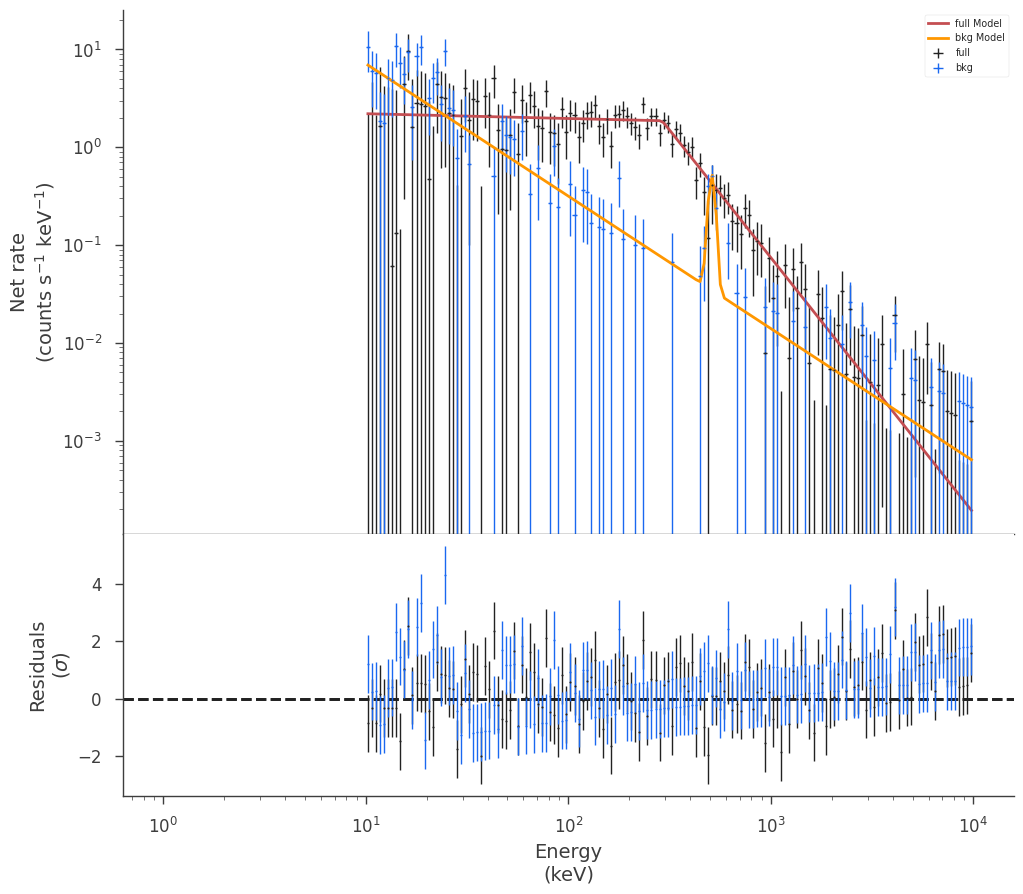 full Model
bkg Model
full
bkg
10¹
10⁰
10⁻¹
10⁻²
10⁻³
Net rate
(counts s⁻¹ keV⁻¹)
4
2
0
−2
Residuals
(σ)
10⁰ 10¹ 10² 10³ 10⁴
Energy
(keV)